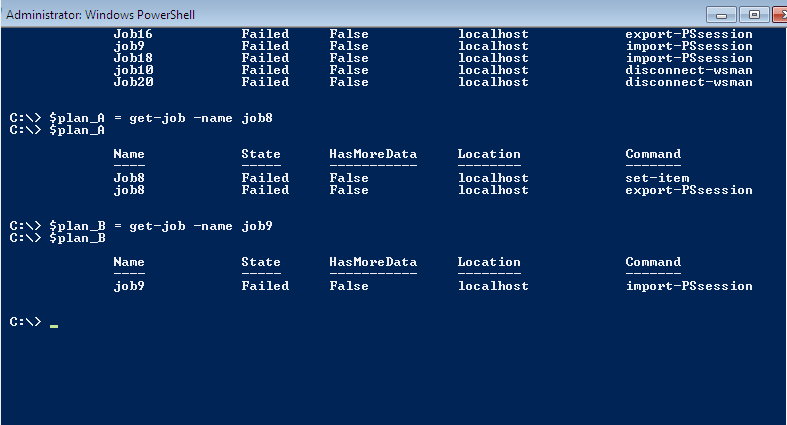 Administrator: Windows PowerShell
Job16 Failed False localhost export-PSsession
job9 Failed False localhost import-PSsession
Job18 Failed False localhost import-PSsession
job10 Failed False localhost disconnect-wsman
Job20 Failed False localhost disconnect-wsman
C:\> $plan_A = get-job -name job8
C:\> $plan_A
Name State HasMoreData Location Command
---- ----- ----------- -------- -------
Job8 Failed False localhost set-item
job8 Failed False localhost export-PSsession
C:\> $plan_B = get-job -name job9
C:\> $plan_B
Name State HasMoreData Location Command
---- ----- ----------- -------- -------
job9 Failed False localhost import-PSsession
C:\> _